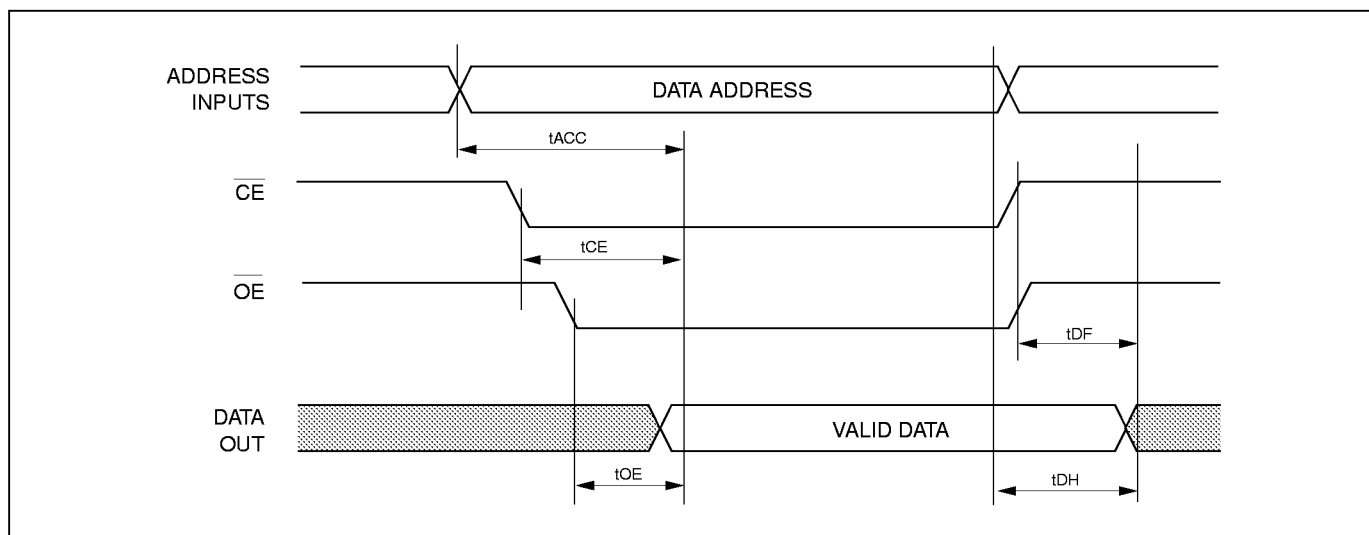 ADDRESS
INPUTS
DATA ADDRESS
tACC
CE
tCE
OE
tDF
DATA
OUT
VALID DATA
tOE
tDH